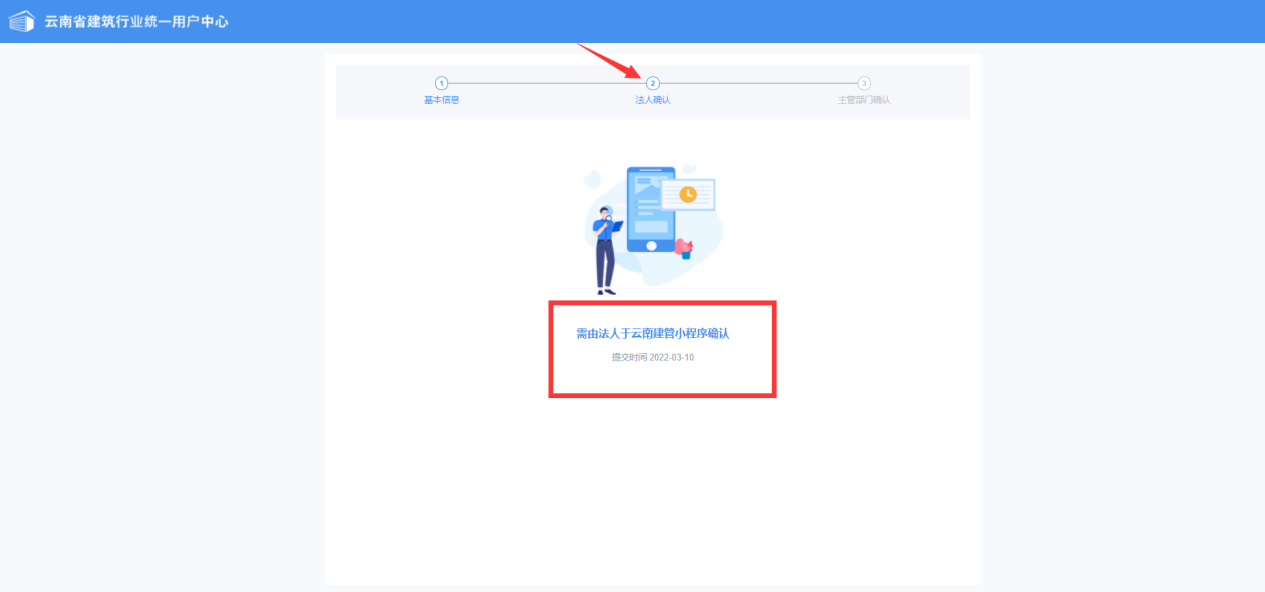 云南省建筑行业统一用户中心
1
2
3
基本信息
法人确认
主管部门确认
需由法人于云南建管小程序确认
提交时间 2022-03-10